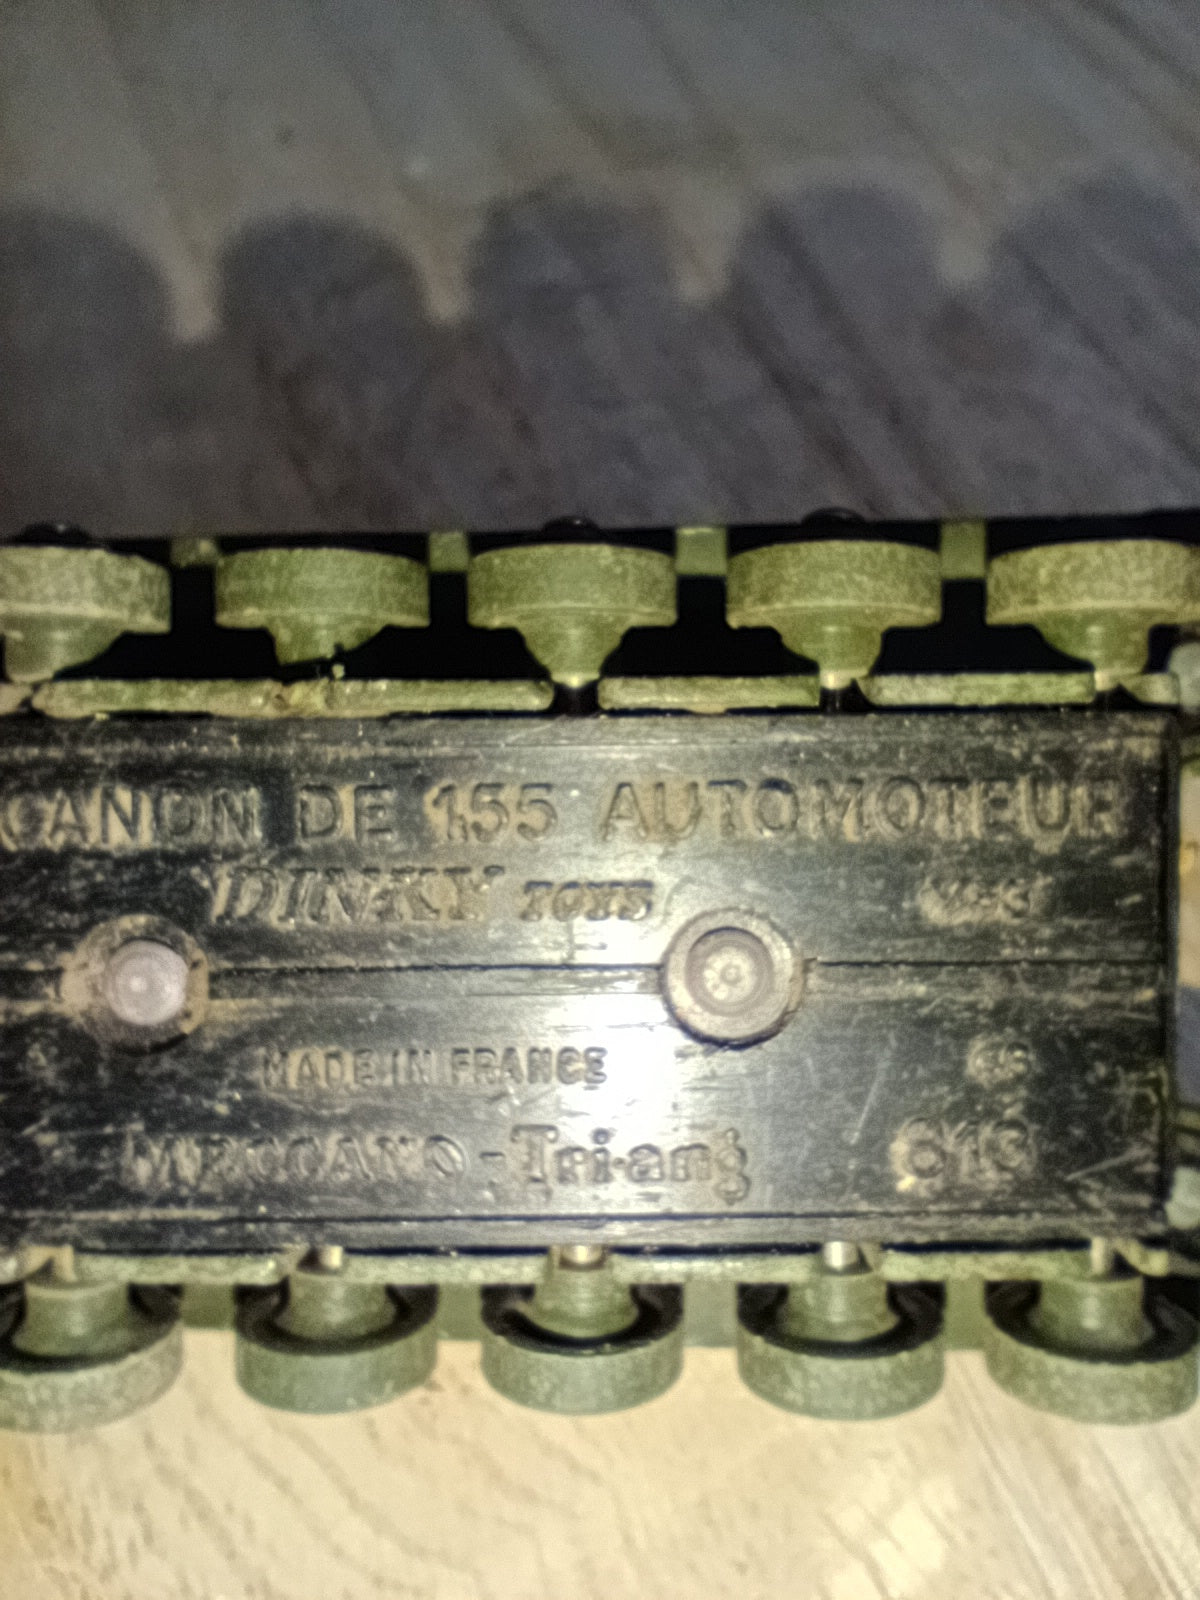 CANON DE 155 AUTOMOTEUR
DINKY TOYS
MADE IN FRANCE
MECCANO-Tri-ang 813